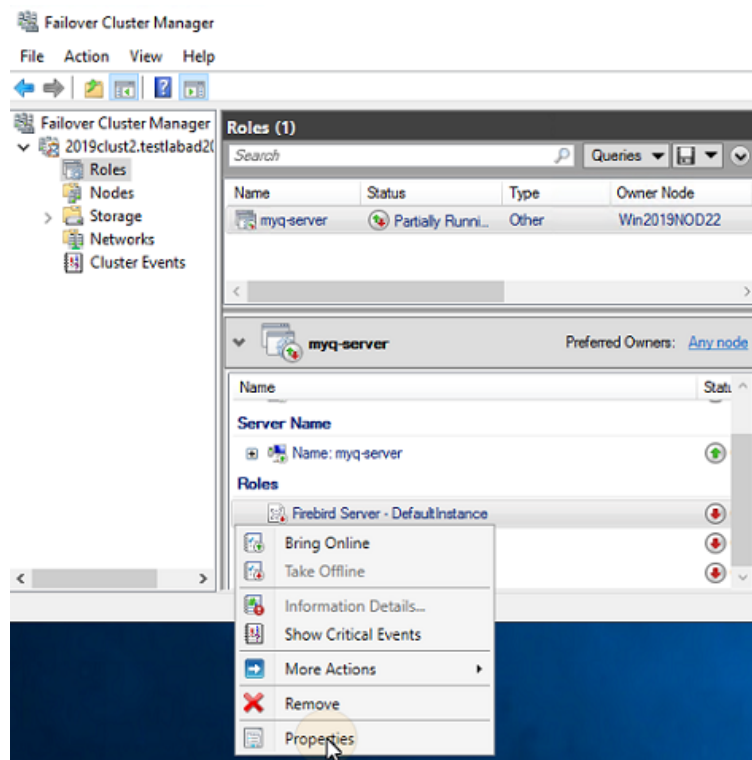 Failover Cluster Manager
File Action View Help
Failover Cluster Manager
2019clust2.testlabad2(
Roles
Nodes
Storage
Networks
Cluster Events
Roles (1)
Search
Queries
Name Status Type Owner Node
myq-server Partially Runni... Other Win2019NOD22
myq-server Preferred Owners: Any node
Name Stat
Server Name
Name: myq-server
Roles
Firebird Server - DefaultInstance
Bring Online
Take Offline
Information Details...
Show Critical Events
More Actions
Remove
Properties